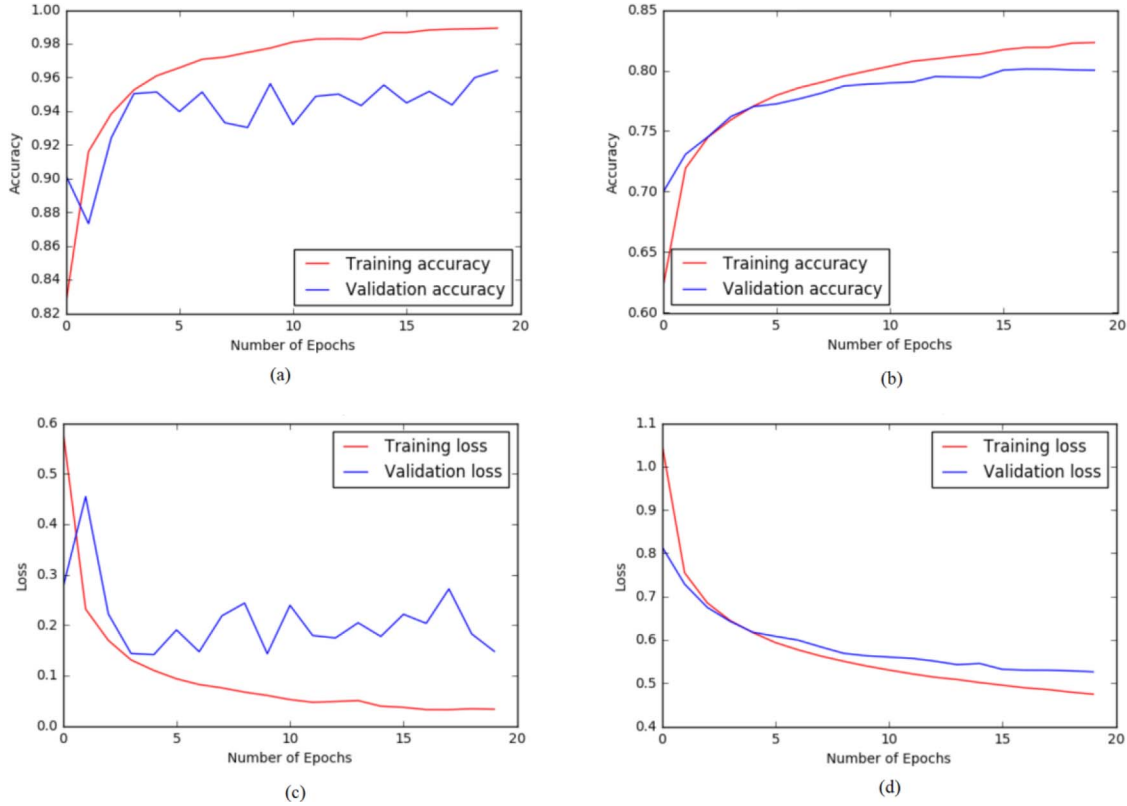 1.00
0.98
0.96
0.94
0.92
0.90
0.88
0.86
0.84
0.82
Accuracy
Training accuracy
Validation accuracy
0 5 10 15 20
Number of Epochs
(a)
0.85
0.80
0.75
0.70
0.65
0.60
Accuracy
Training accuracy
Validation accuracy
0 5 10 15 20
Number of Epochs
(b)
0.6
0.5
0.4
0.3
0.2
0.1
0.0
Loss
Training loss
Validation loss
0 5 10 15 20
Number of Epochs
(c)
1.1
1.0
0.9
0.8
0.7
0.6
0.5
0.4
Loss
Training loss
Validation loss
0 5 10 15 20
Number of Epochs
(d)